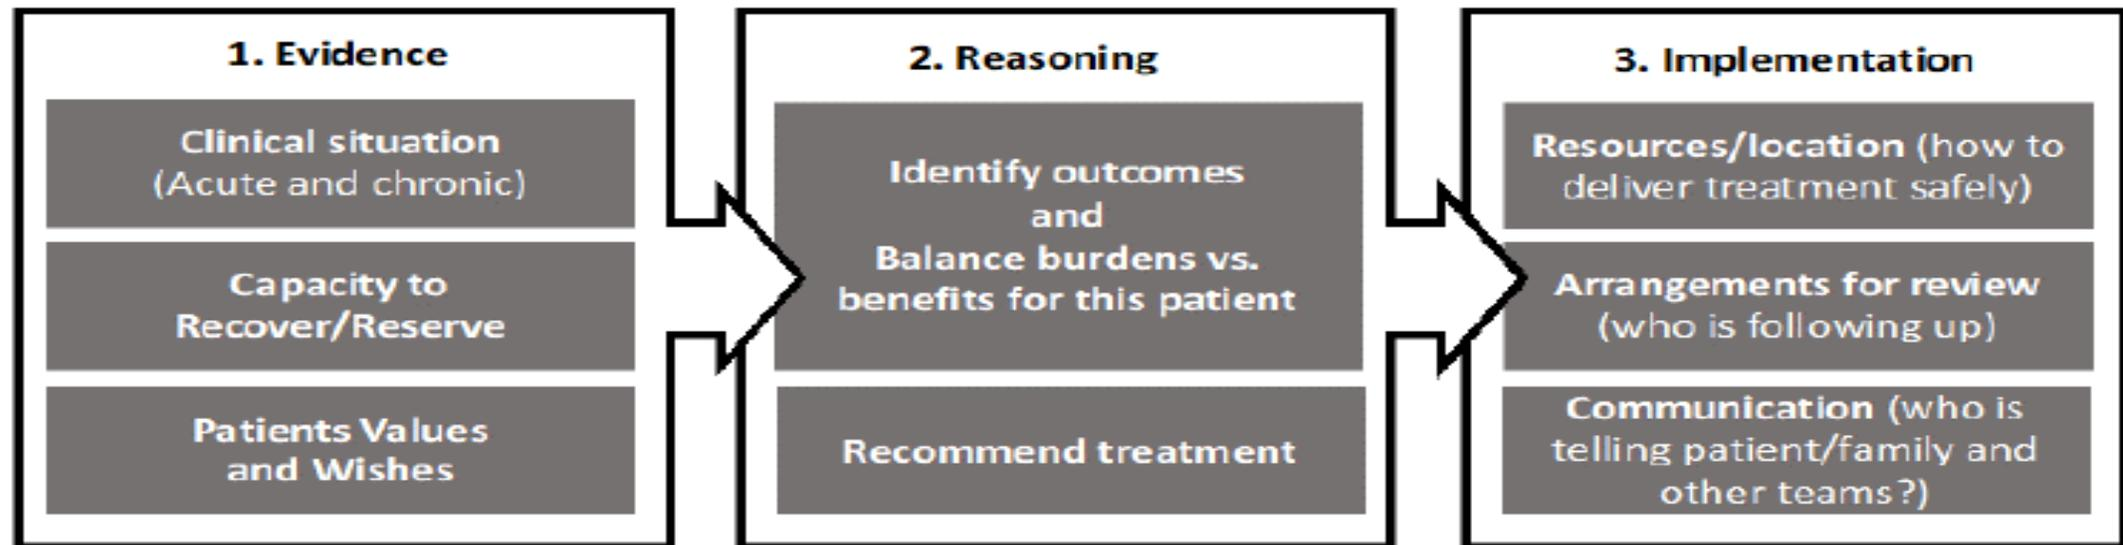 1. Evidence
Clinical situation
(Acute and chronic)
Capacity to
Recover/Reserve
Patients Values
and Wishes
2. Reasoning
Identify outcomes
and
Balance burdens vs.
benefits for this patient
Recommend treatment
3. Implementation
Resources/location (how to
deliver treatment safely)
Arrangements for review
(who is following up)
Communication (who is
telling patient/family and
other teams?)